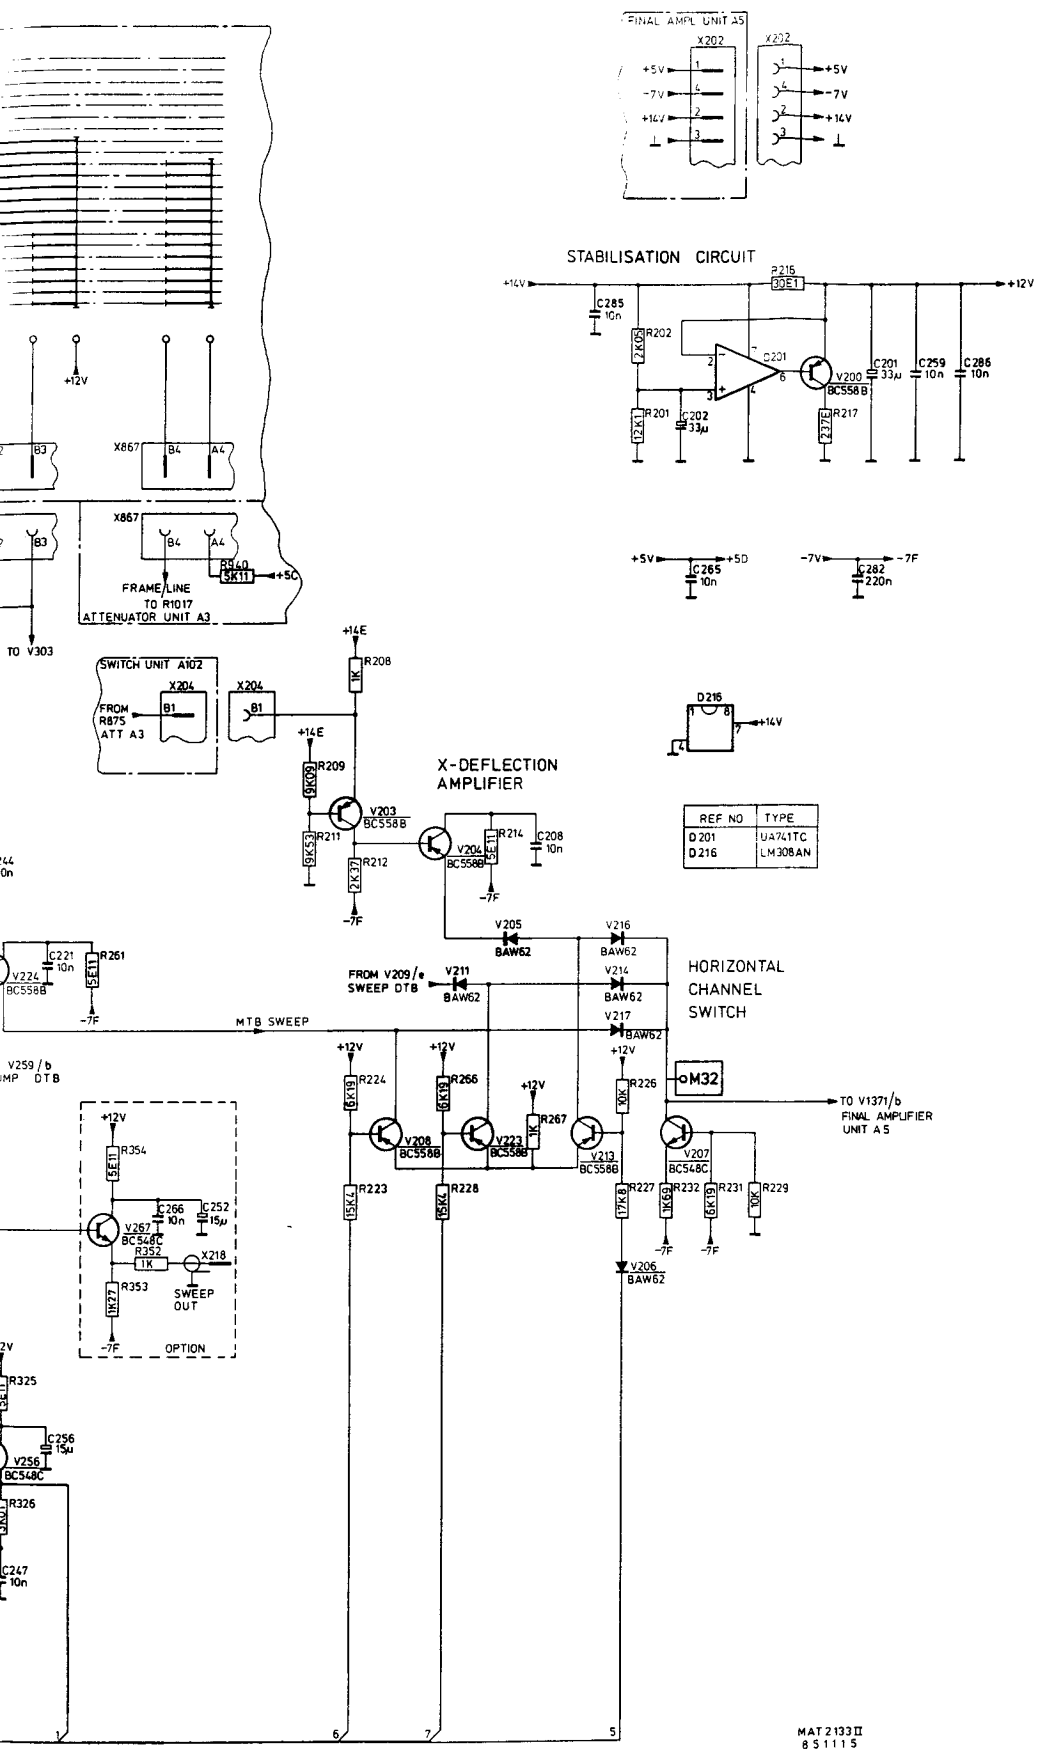 FINAL AMPL UNIT A5
X202
X202
+5V 1
1 +5V
-7V 4
4 -7V
+14V 2
2 +14V
3
3
STABILISATION CIRCUIT
+14V
R216
30E1
+12V
C285
10n
R202
2K05
2
3
7
4
6
D201
V200
BC558B
C201
33µ
C259
10n
C286
10n
R201
12K1
C202
33µ
R217
237E
+12V
B3
X867
B4
A4
X867
B3
B4
A4
R940
5K11
+5C
FRAME/LINE
TO R1017
ATTENUATOR UNIT A3
TO V303
+5V
+5D
C265
10n
-7V
-7F
C282
220n
SWITCH UNIT A102
X204
X204
FROM
R875
ATT A3
B1
B1
+14E
R208
1K
+14E
R209
9K09
D216
1 8
7
4
+14V
X-DEFLECTION
AMPLIFIER
V203
BC558B
R211
9K53
R212
2K37
-7F
V204
BC558B
R214
5E11
-7F
C208
10n
REF NO TYPE
D201 UA741TC
D216 LM308AN
V205
BAW62
V216
BAW62
FROM V209/e
SWEEP DTB
V211
BAW62
V214
BAW62
V217
BAW62
HORIZONTAL
CHANNEL
SWITCH
V224
BC558B
C221
10n
R261
5E11
-7F
MTB SWEEP
V259/b
DTB
+12V
R224
6K19
+12V
R266
6K19
+12V
R267
1K
+12V
R226
10K
M32
TO V1371/b
FINAL AMPLIFIER
UNIT A5
V208
BC558B
V223
BC558B
V213
BC558B
V207
BC548C
R223
15K4
R228
15K4
R227
17K8
R232
1K69
R231
6K19
R229
10K
-7F
-7F
V206
BAW62
+12V
R354
5E11
C266
10n
C252
15µ
V267
BC548C
R352
1K
X218
R353
1K27
SWEEP
OUT
-7F
OPTION
R325
C256
15µ
V256
BC548C
R326
C247
10n
1
6
7
5
MAT 2133 II
851115